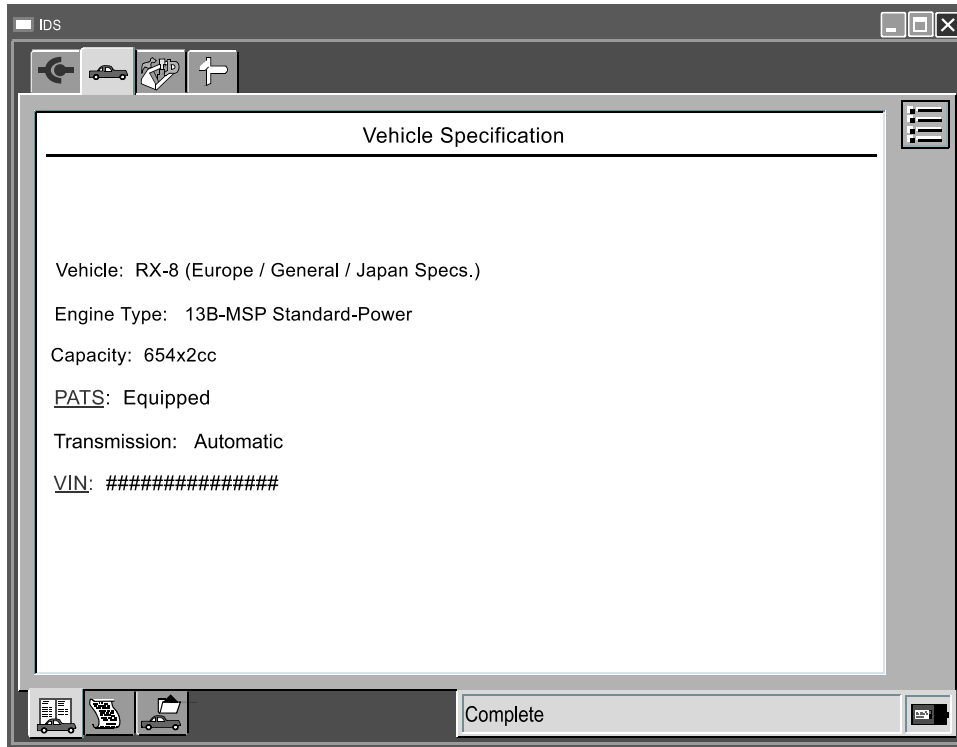 IDS
Vehicle Specification
Vehicle: RX-8 (Europe / General / Japan Specs.)
Engine Type: 13B-MSP Standard-Power
Capacity: 654x2cc
PATS: Equipped
Transmission: Automatic
VIN: ###############
Complete